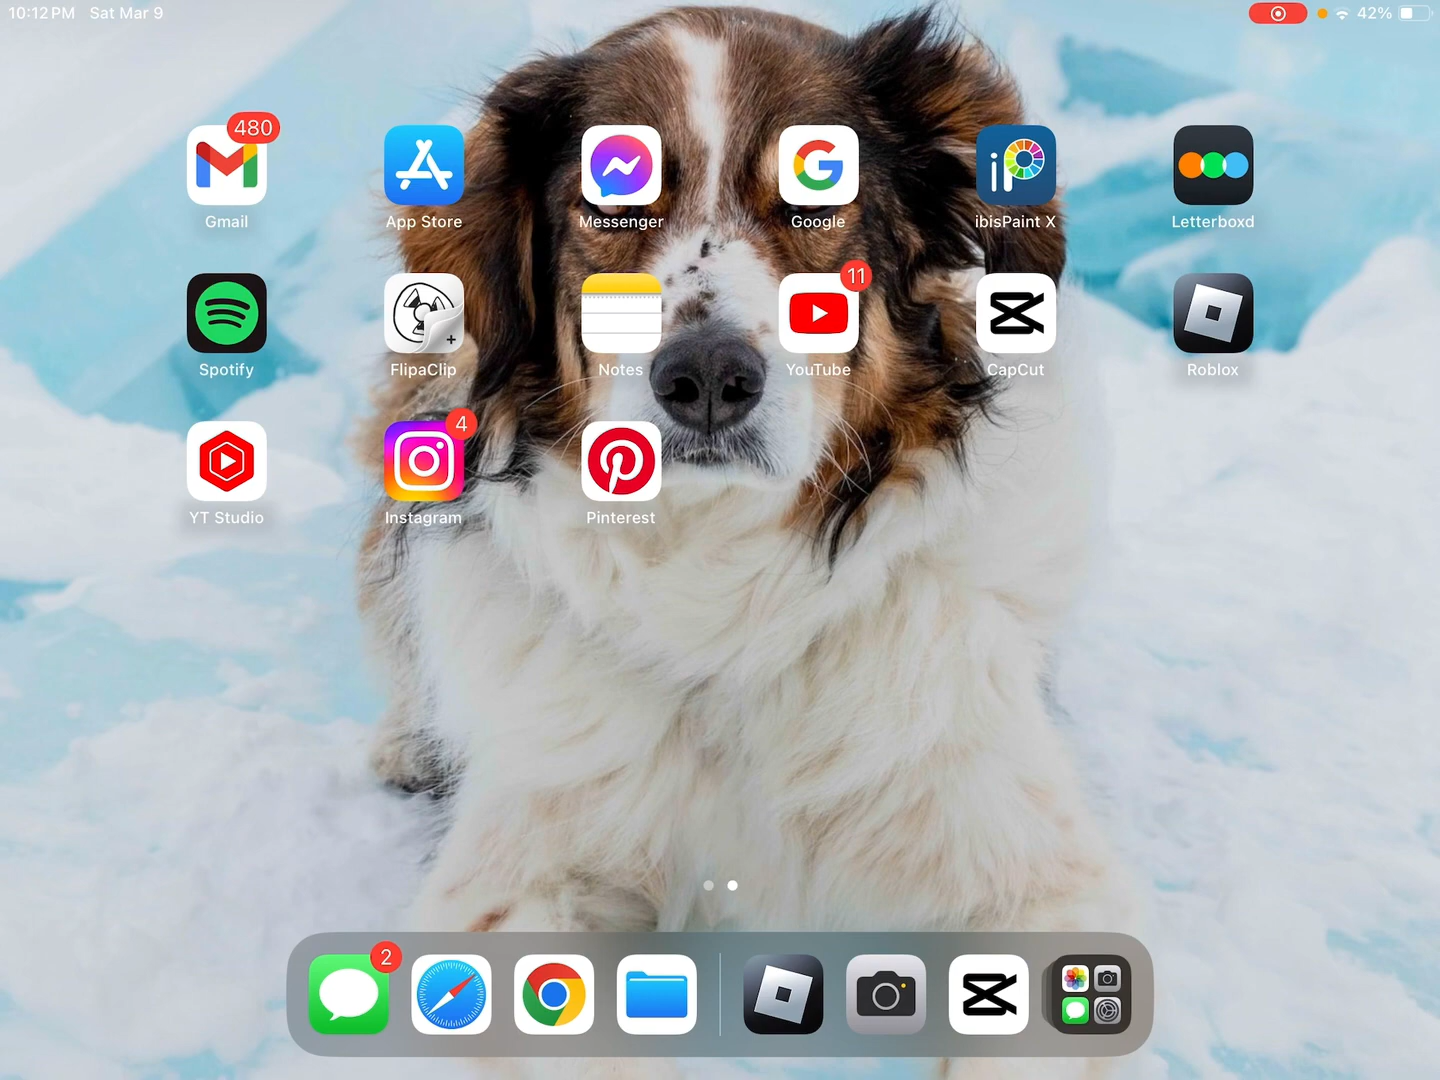 10:12 PM Sat Mar 9
42%
480
Gmail
App Store
Messenger
Google
iP
ibisPaint X
Letterboxd
Spotify
FlipaClip
Notes
11
YouTube
CapCut
Roblox
YT Studio
4
Instagram
Pinterest
2